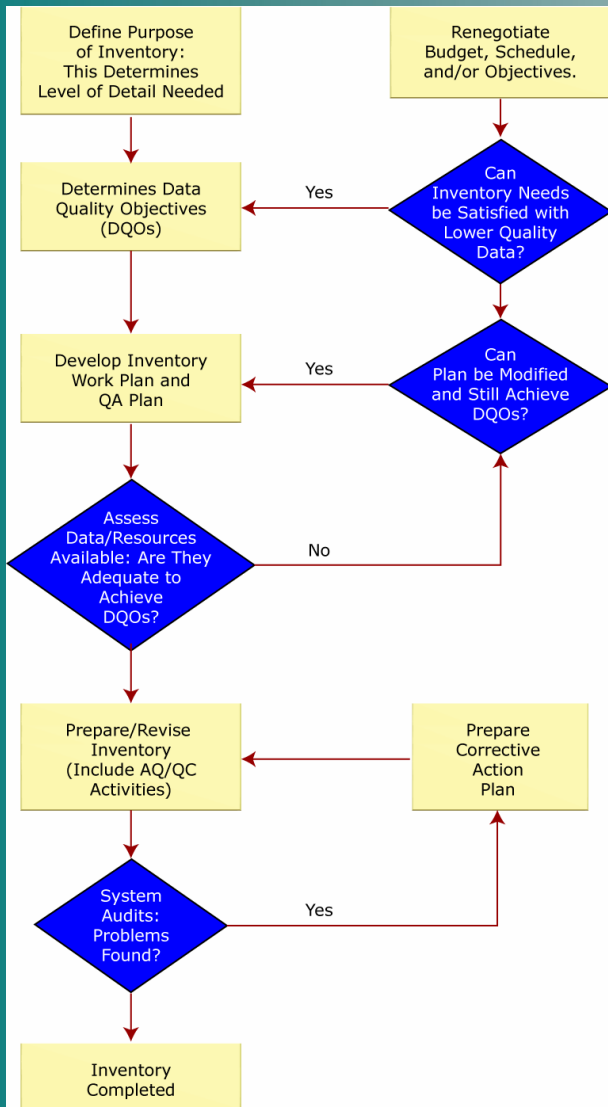 Define Purpose
of Inventory:
This Determines
Level of Detail Needed
Renegotiate
Budget, Schedule,
and/or Objectives.
Determines Data
Quality Objectives
(DQOs)
Yes
Can
Inventory Needs
be Satisfied with
Lower Quality
Data?
Develop Inventory
Work Plan and
QA Plan
Yes
Can
Plan be Modified
and Still Achieve
DQOs?
Assess
Data/Resources
Available: Are They
Adequate to
Achieve
DQOs?
No
Prepare/Revise
Inventory
(Include AQ/QC
Activities)
Prepare
Corrective
Action
Plan
System
Audits:
Problems
Found?
Yes
Inventory
Completed